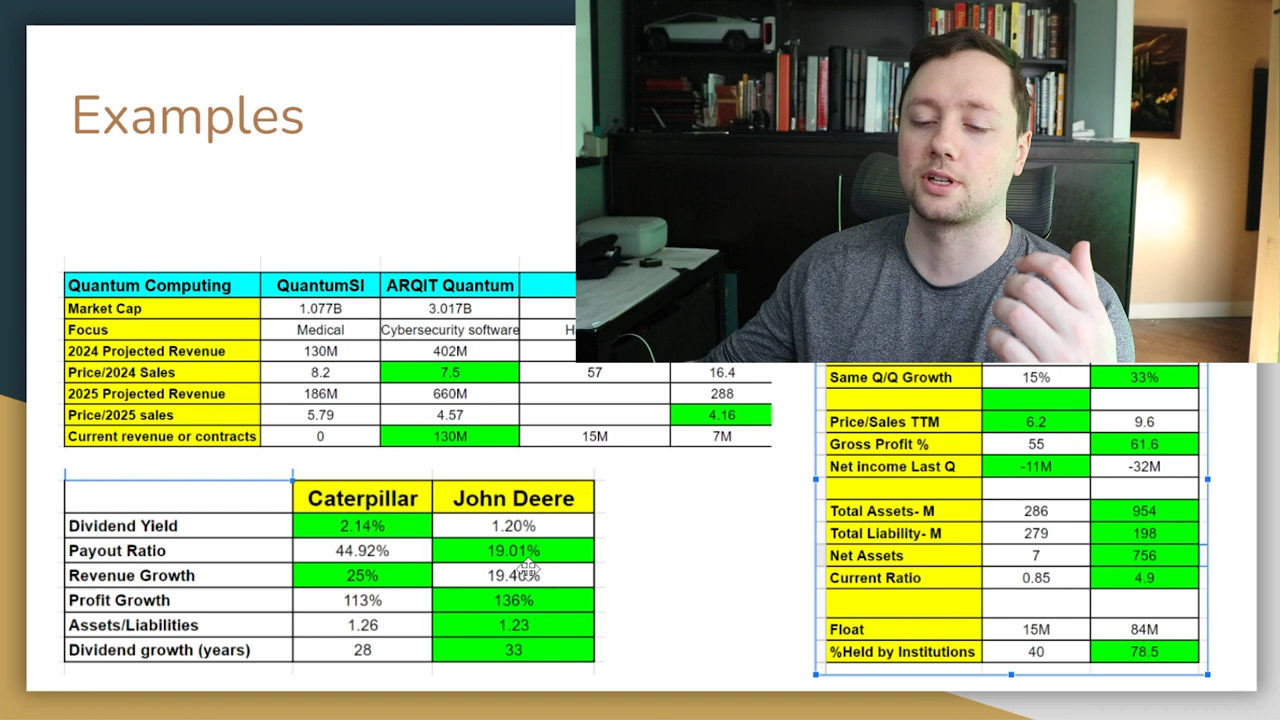 Examples
Quantum Computing QuantumSI ARQIT Quantum
Market Cap 1.077B 3.017B
Focus Medical Cybersecurity software
2024 Projected Revenue 130M 402M
Price/2024 Sales 8.2 7.5 57 16.4
2025 Projected Revenue 186M 660M 288
Price/2025 sales 5.79 4.57 4.16
Current revenue or contracts 0 130M 15M 7M
Caterpillar John Deere
Dividend Yield 2.14% 1.20%
Payout Ratio 44.92% 19.01%
Revenue Growth 25% 19.40%
Profit Growth 113% 136%
Assets/Liabilities 1.26 1.23
Dividend growth (years) 28 33
Same Q/Q Growth 15% 33%
Price/Sales TTM 6.2 9.6
Gross Profit % 55 61.6
Net income Last Q -11M -32M
Total Assets- M 286 954
Total Liability- M 279 198
Net Assets 7 756
Current Ratio 0.85 4.9
Float 15M 84M
%Held by Institutions 40 78.5